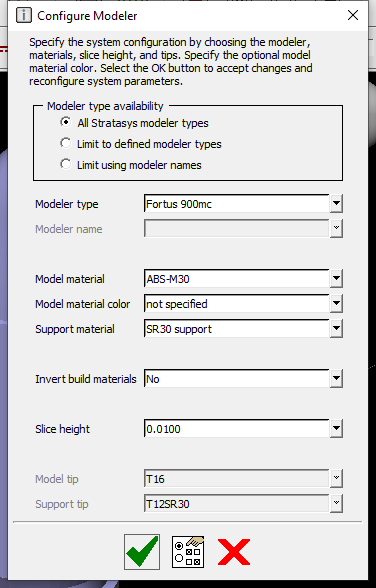 Configure Modeler
Specify the system configuration by choosing the modeler,
materials, slice height, and tips. Specify the optional model
material color. Select the OK button to accept changes and
reconfigure system parameters.
Modeler type availability
All Stratasys modeler types
Limit to defined modeler types
Limit using modeler names
Modeler type Fortus 900mc
Modeler name
Model material ABS-M30
Model material color not specified
Support material SR30 support
Invert build materials No
Slice height 0.0100
Model tip T16
Support tip T12SR30